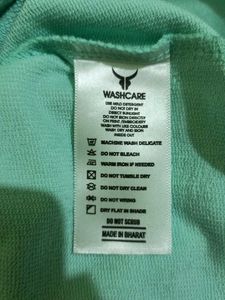 WASHCARE
USE MILD DETERGENT
DO NOT DRY IN
DIRECT SUNLIGHT
DO NOT IRON DIRECTLY
ON PRINT /EMBROIDERY
WASH WITH LIKE COLOURS
WASH DRY AND IRON
INSIDE OUT
MACHINE WASH DELICATE
DO NOT BLEACH
WARM IRON IF NEEDED
DO NOT TUMBLE DRY
DO NOT DRY CLEAR
DO NOT WRING
DRY FLAT IN SHADE
DO NOT SCRUB
MADE IN BHARAT